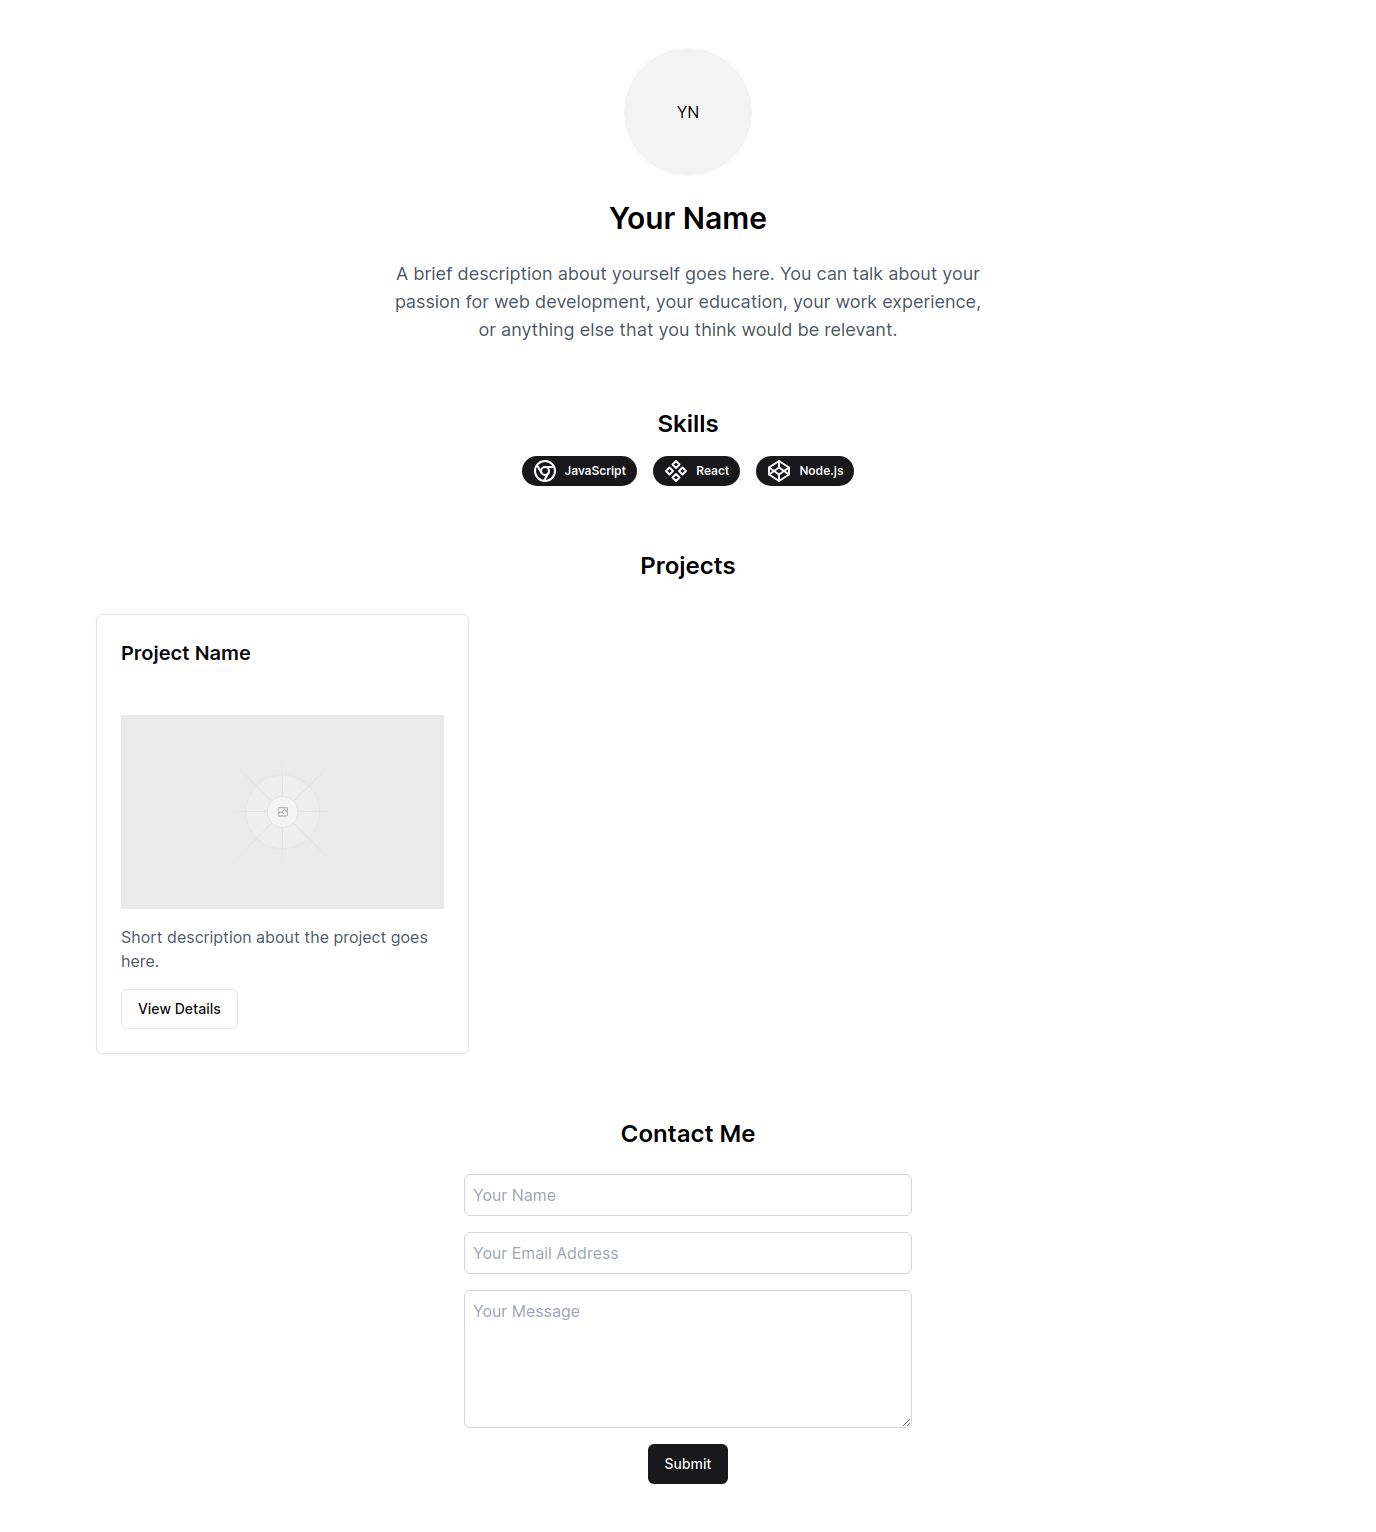 YN
Your Name
A brief description about yourself goes here. You can talk about your
passion for web development, your education, your work experience,
or anything else that you think would be relevant.
Skills
JavaScript React Node.js
Projects
Project Name
Short description about the project goes
here.
View Details
Contact Me
Your Name
Your Email Address
Your Message
Submit